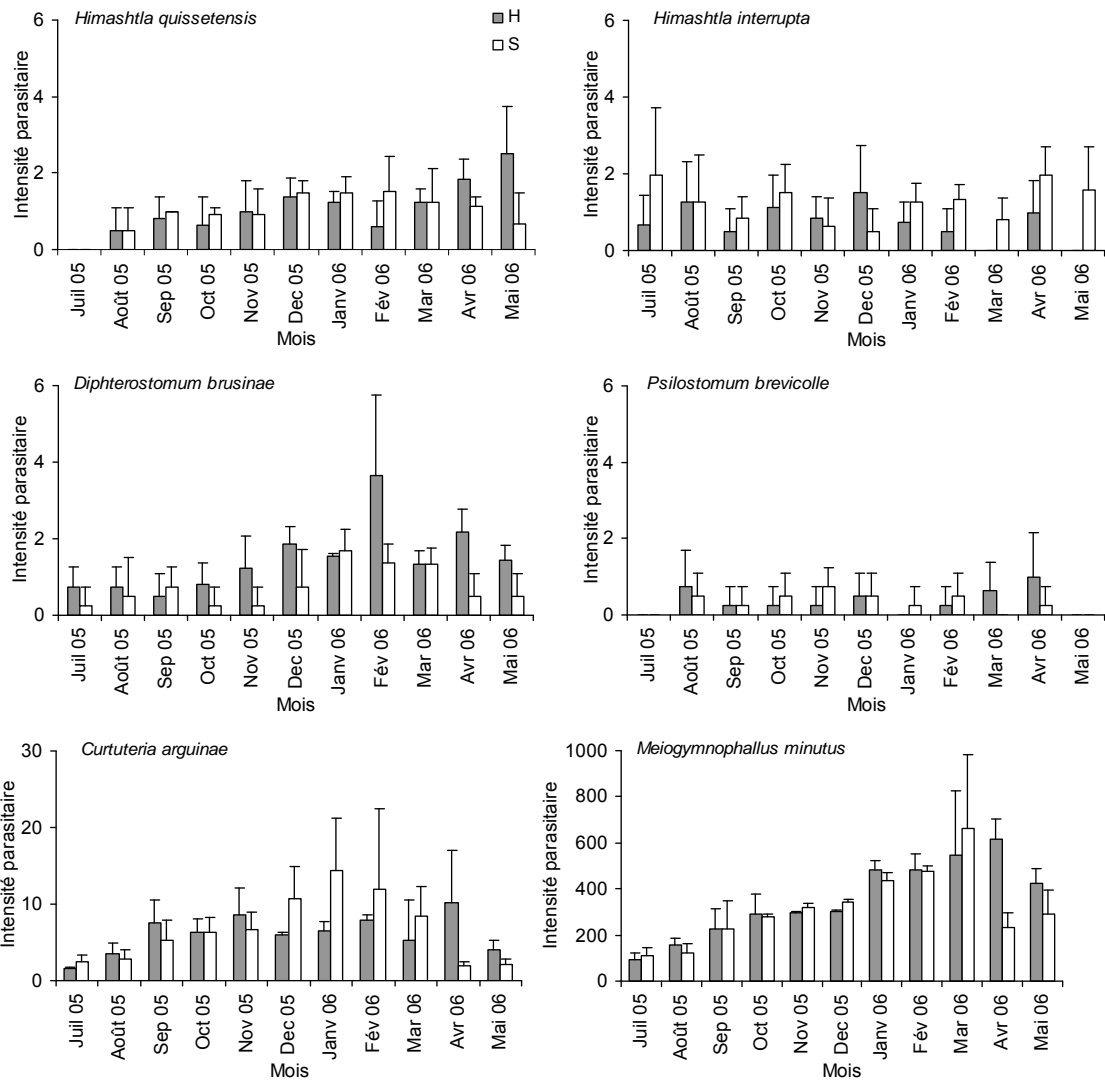 Himashtla quissetensis
H
S
Intensité parasitaire
6
4
2
0
Juil 05
Août 05
Sep 05
Oct 05
Nov 05
Dec 05
Janv 06
Fév 06
Mar 06
Avr 06
Mai 06
Mois
Himashtla interrupta
Intensité parasitaire
6
4
2
0
Juil 05
Août 05
Sep 05
Oct 05
Nov 05
Dec 05
Janv 06
Fév 06
Mar 06
Avr 06
Mai 06
Mois
Diphterostomum brusinae
Intensité parasitaire
6
4
2
0
Juil 05
Août 05
Sep 05
Oct 05
Nov 05
Dec 05
Janv 06
Fév 06
Mar 06
Avr 06
Mai 06
Mois
Psilostomum brevicolle
Intensité parasitaire
6
4
2
0
Juil 05
Août 05
Sep 05
Oct 05
Nov 05
Dec 05
Janv 06
Fév 06
Mar 06
Avr 06
Mai 06
Mois
Curtuteria arguinae
Intensité parasitaire
30
20
10
0
Juil 05
Août 05
Sep 05
Oct 05
Nov 05
Dec 05
Janv 06
Fév 06
Mar 06
Avr 06
Mai 06
Mois
Meiogymnophallus minutus
Intensité parasitaire
1000
800
600
400
200
0
Juil 05
Août 05
Sep 05
Oct 05
Nov 05
Dec 05
Janv 06
Fév 06
Mar 06
Avr 06
Mai 06
Mois